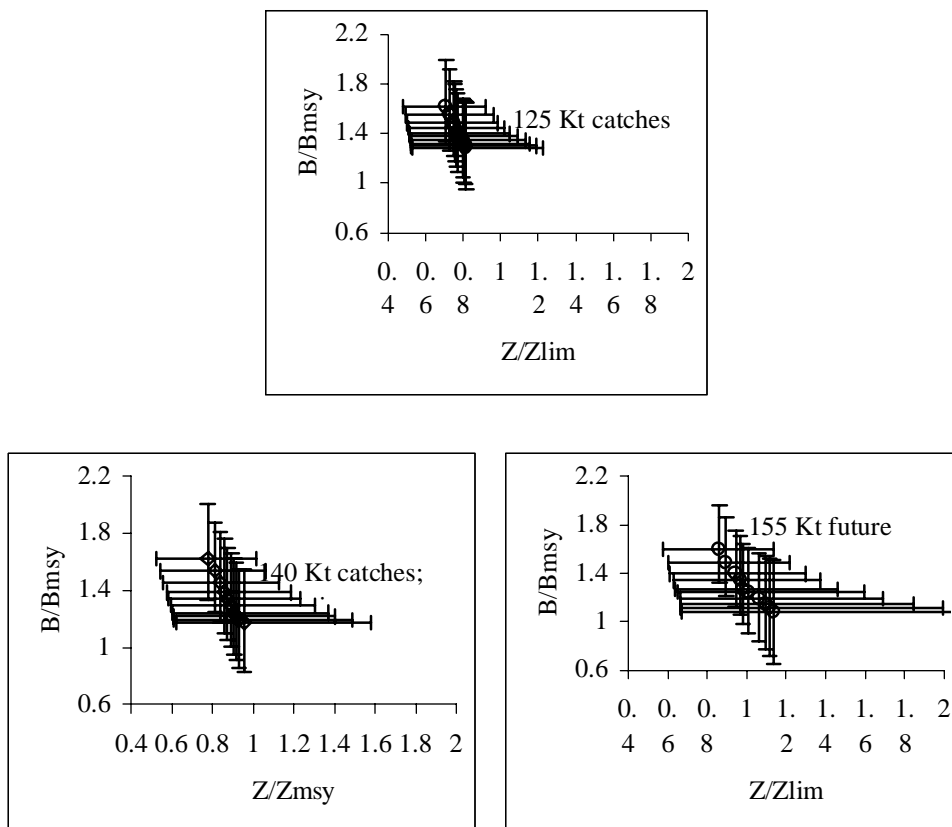 2.2
1.8
1.4
1
0.6
B/Bmsy
125 Kt catches
0. 0. 0. 1 1. 1. 1. 1. 2
4 6 8 2 4 6 8
Z/Zlim
2.2
1.8
1.4
1
0.6
B/Bmsy
140 Kt catches;
.
0.4 0.6 0.8 1 1.2 1.4 1.6 1.8 2
Z/Zmsy
2.2
1.8
1.4
1
0.6
B/Bmsy
155 Kt future
0. 0. 0. 1 1. 1. 1. 1. 2
4 6 8 2 4 6 8
Z/Zlim